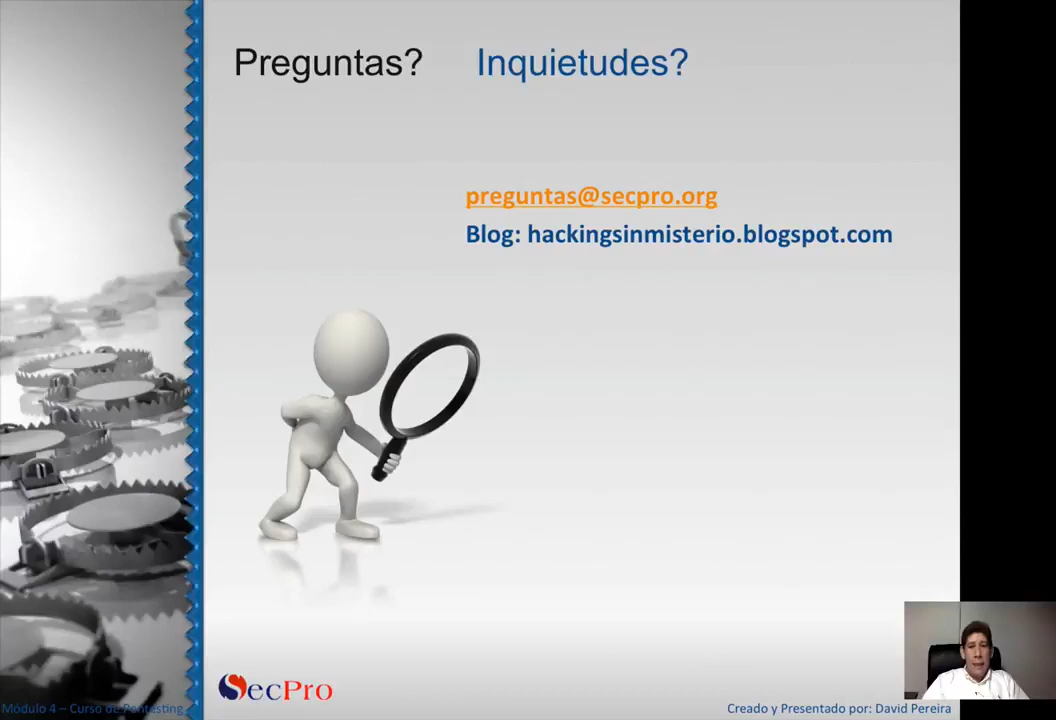 Preguntas? Inquietudes?
preguntas@secpro.org
Blog: hackingsinmisterio.blogspot.com
SecPro
Módulo 4 – Curso de Pentesting
Creado y Presentado por: David Pereira